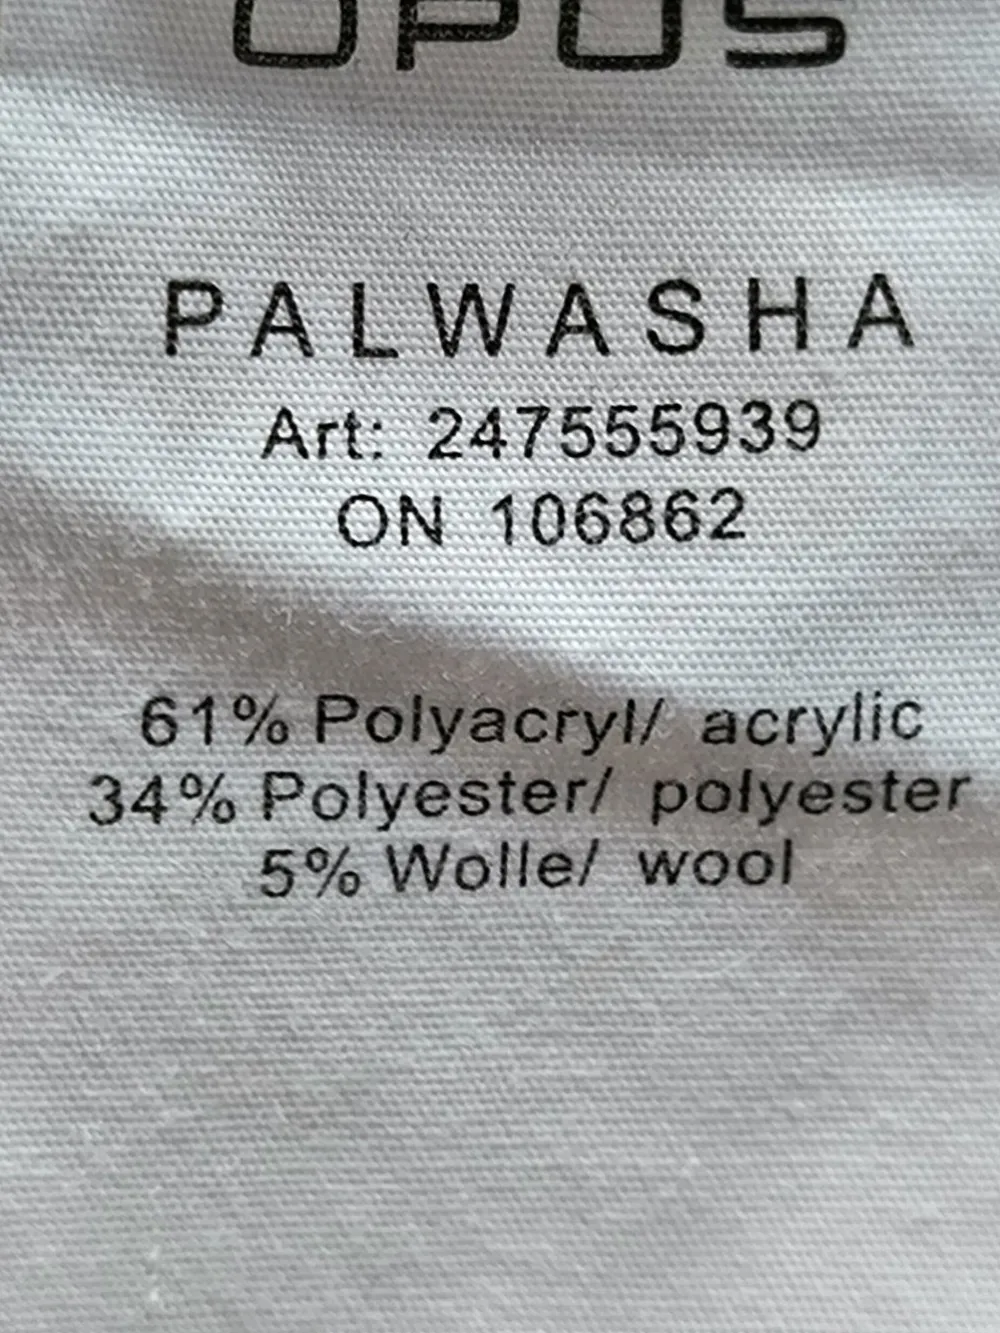 OPUS
PALWASHA
Art: 247555939
ON 106862
61% Polyacryl/ acrylic
34% Polyester/ polyester
5% Wolle/ wool